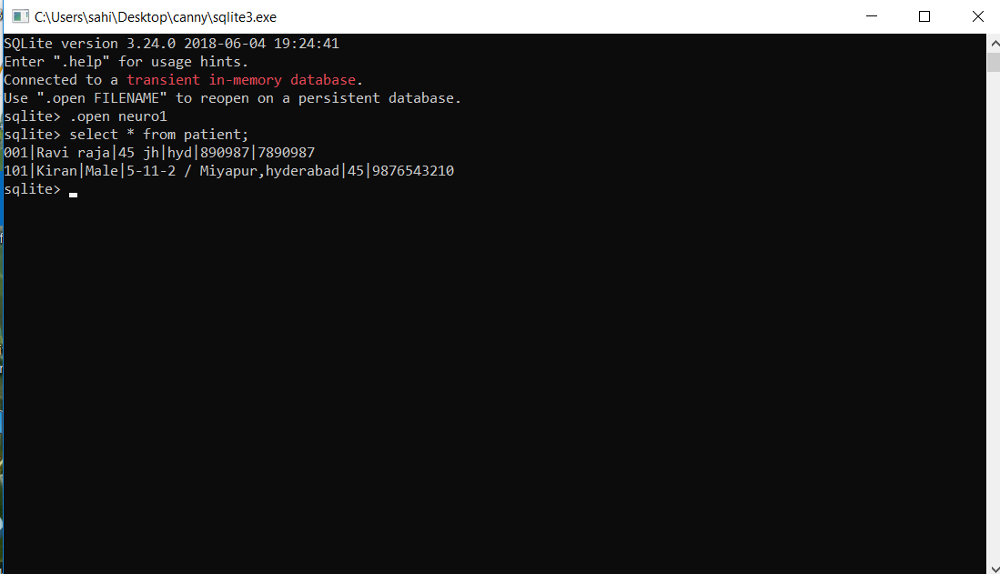 C:\Users\sahi\Desktop\canny\sqlite3.exe
SQLite version 3.24.0 2018-06-04 19:24:41
Enter ".help" for usage hints.
Connected to a transient in-memory database.
Use ".open FILENAME" to reopen on a persistent database.
sqlite> .open neuro1
sqlite> select * from patient;
001|Ravi raja|45 jh|hyd|890987|7890987
101|Kiran|Male|5-11-2 / Miyapur,hyderabad|45|9876543210
sqlite>